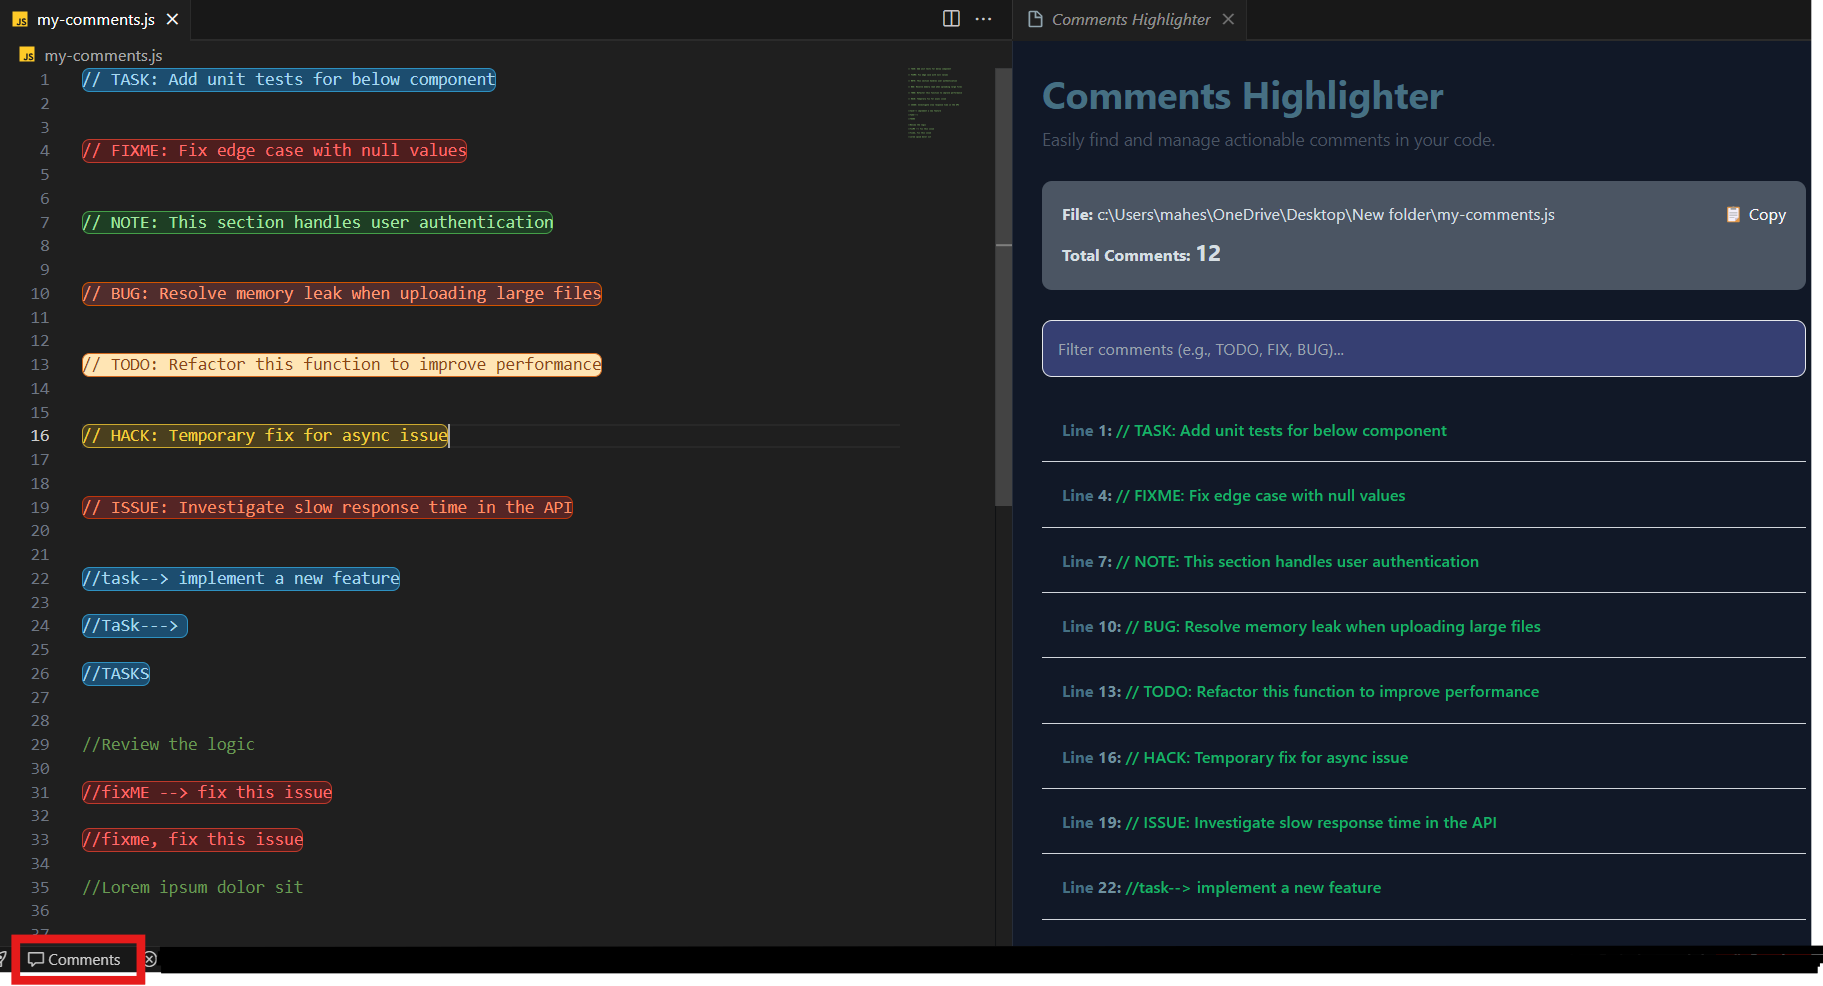 my-comments.js
my-comments.js
1 // TASK: Add unit tests for below component
2
3
4 // FIXME: Fix edge case with null values
5
6
7 // NOTE: This section handles user authentication
8
9
10 // BUG: Resolve memory leak when uploading large files
11
12
13 // TODO: Refactor this function to improve performance
14
15
16 // HACK: Temporary fix for async issue
17
18
19 // ISSUE: Investigate slow response time in the API
20
21
22 //task--> implement a new feature
23
24 //TaSk--->
25
26 //TASKS
27
28
29 //Review the logic
30
31 //fixME --> fix this issue
32
33 //fixme, fix this issue
34
35 //Lorem ipsum dolor sit
36
37
Comments
Comments Highlighter
Comments Highlighter
Easily find and manage actionable comments in your code.
File: c:\Users\mahes\OneDrive\Desktop\New folder\my-comments.js
Copy
Total Comments: 12
Filter comments (e.g., TODO, FIX, BUG)...
Line 1: // TASK: Add unit tests for below component
Line 4: // FIXME: Fix edge case with null values
Line 7: // NOTE: This section handles user authentication
Line 10: // BUG: Resolve memory leak when uploading large files
Line 13: // TODO: Refactor this function to improve performance
Line 16: // HACK: Temporary fix for async issue
Line 19: // ISSUE: Investigate slow response time in the API
Line 22: //task--> implement a new feature